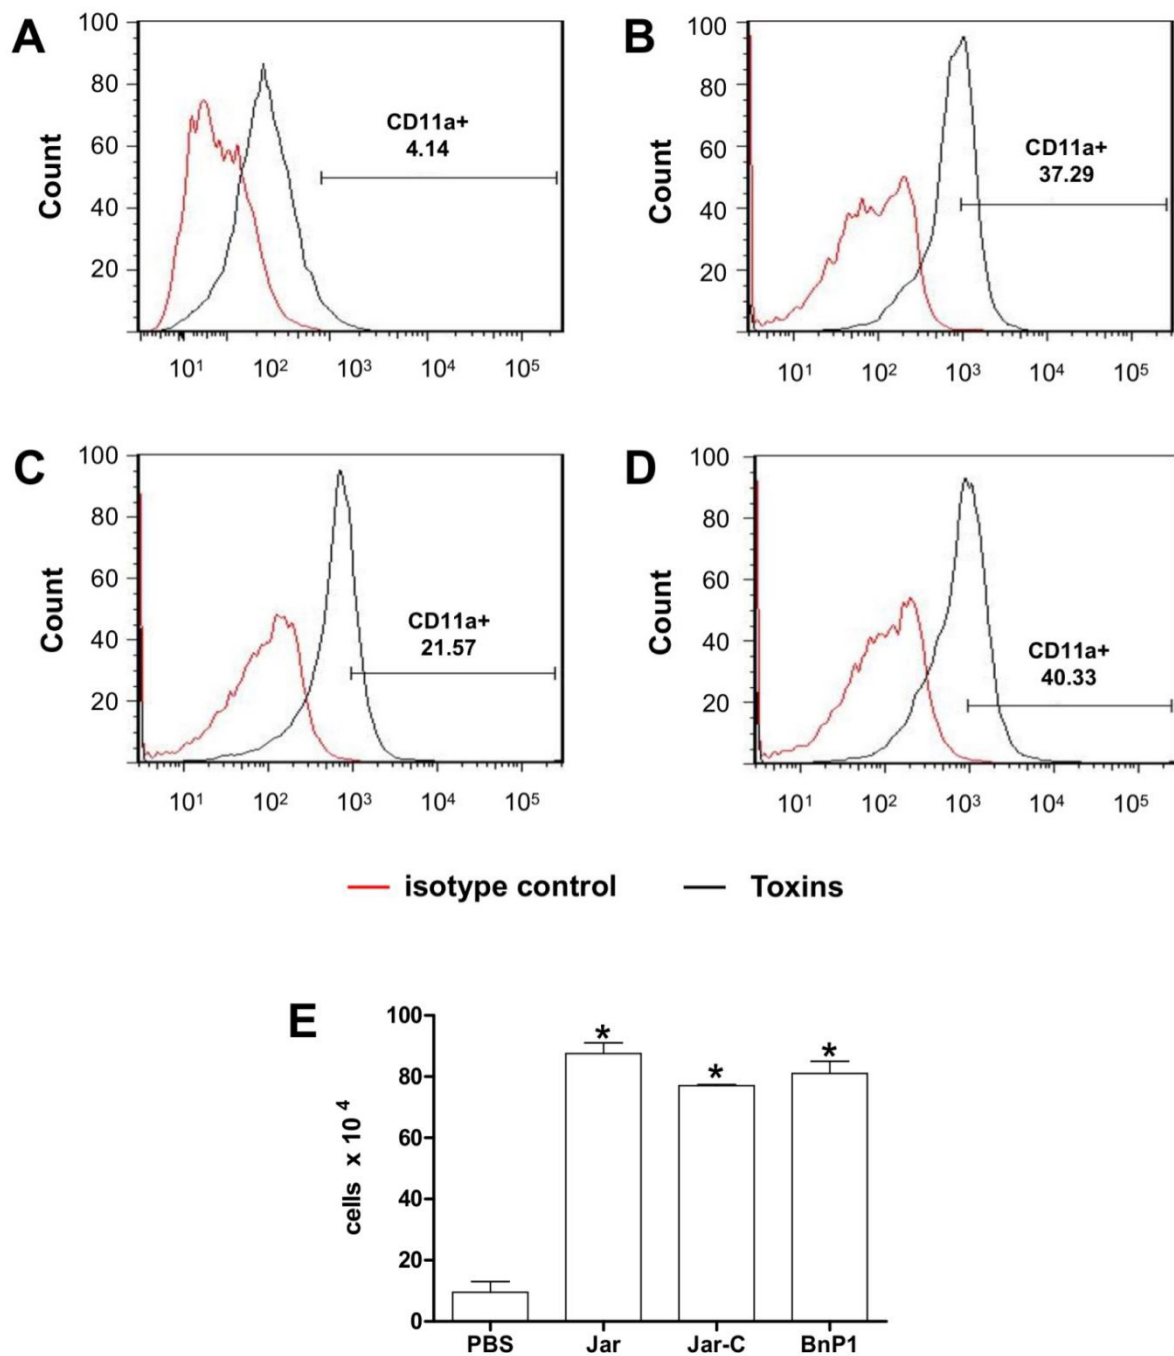 A
Count
100
80
60
40
20
CD11a+
4.14
10¹ 10² 10³ 10⁴ 10⁵
B
Count
100
80
60
40
20
CD11a+
37.29
10¹ 10² 10³ 10⁴ 10⁵
C
Count
100
80
60
40
20
CD11a+
21.57
10¹ 10² 10³ 10⁴ 10⁵
D
Count
100
80
60
40
20
CD11a+
40.33
10¹ 10² 10³ 10⁴ 10⁵
isotype control Toxins
E
cells x 10⁴
100
80
60
40
20
0
* * *
PBS Jar Jar-C BnP1